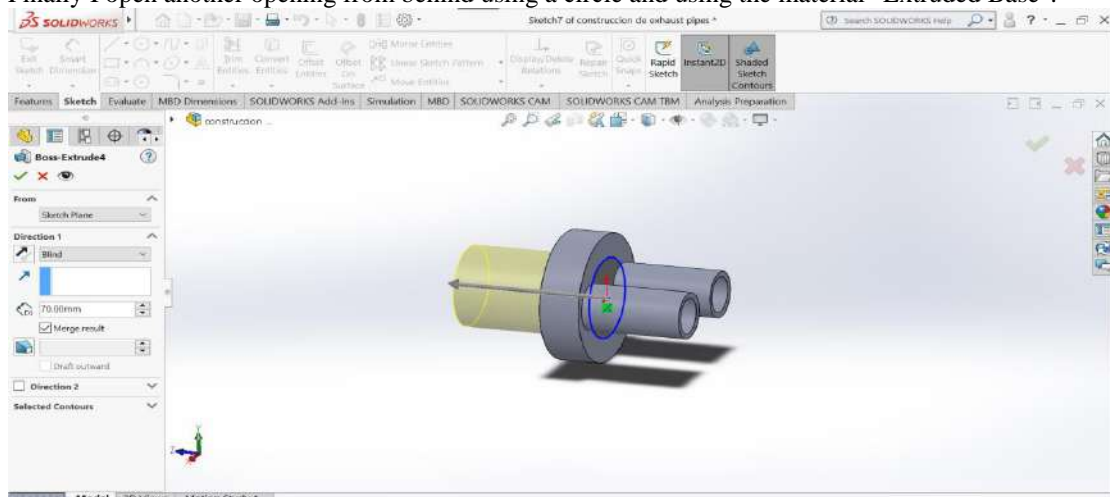 Finally I open another opening from behind using a circle and using the material "Extruded Base".
SOLIDWORKS
Sketch7 of construccion de exhaust pipes *
Search SOLIDWORKS Help
Exit Sketch
Smart Dimension
Trim Entities
Convert Entities
Offset Entities
Offset On Surface
Mirror Entities
Linear Sketch Pattern
Move Entities
Display/Delete Relations
Repair Sketch
Quick Snaps
Rapid Sketch
Instant2D
Shaded Sketch Contours
Features Sketch Evaluate MBD Dimensions SOLIDWORKS Add-Ins Simulation MBD SOLIDWORKS CAM SOLIDWORKS CAM TBM Analysis Preparation
construccion ...
Boss-Extrude4
From
Sketch Plane
Direction 1
Blind
70.00mm
Merge result
Draft outward
Direction 2
Selected Contours
Y
Z
Model